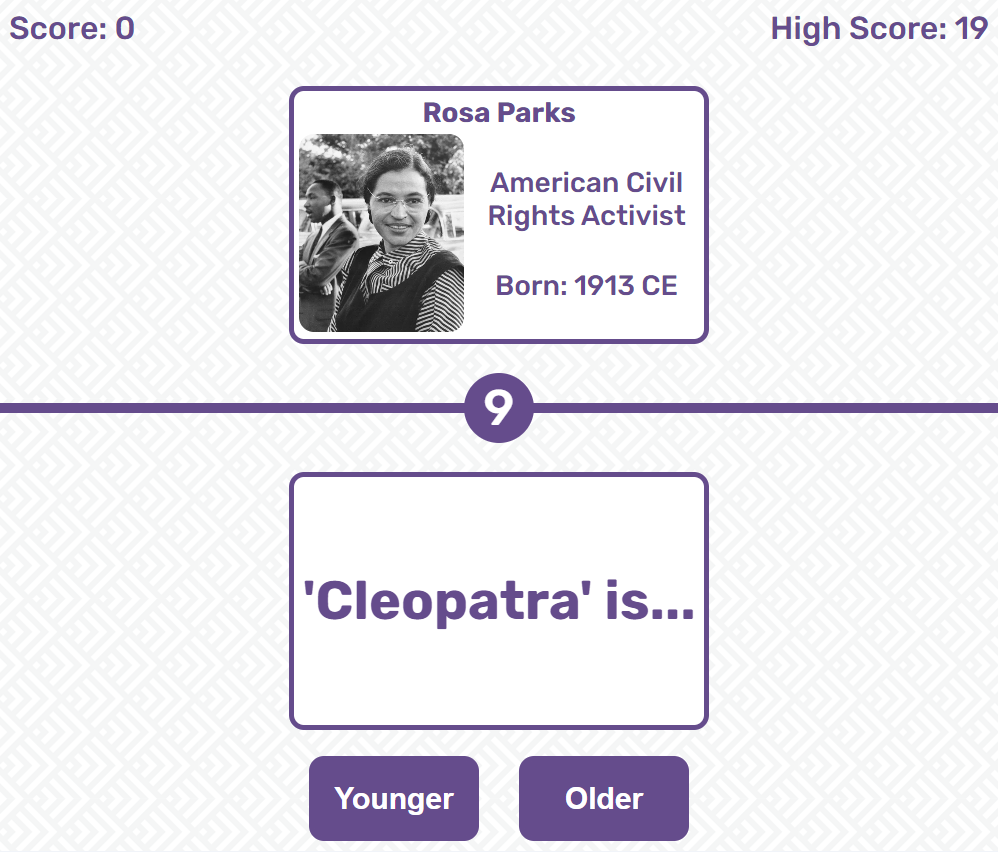 Score: 0
High Score: 19
Rosa Parks
American Civil
Rights Activist
Born: 1913 CE
9
'Cleopatra' is...
Younger
Older